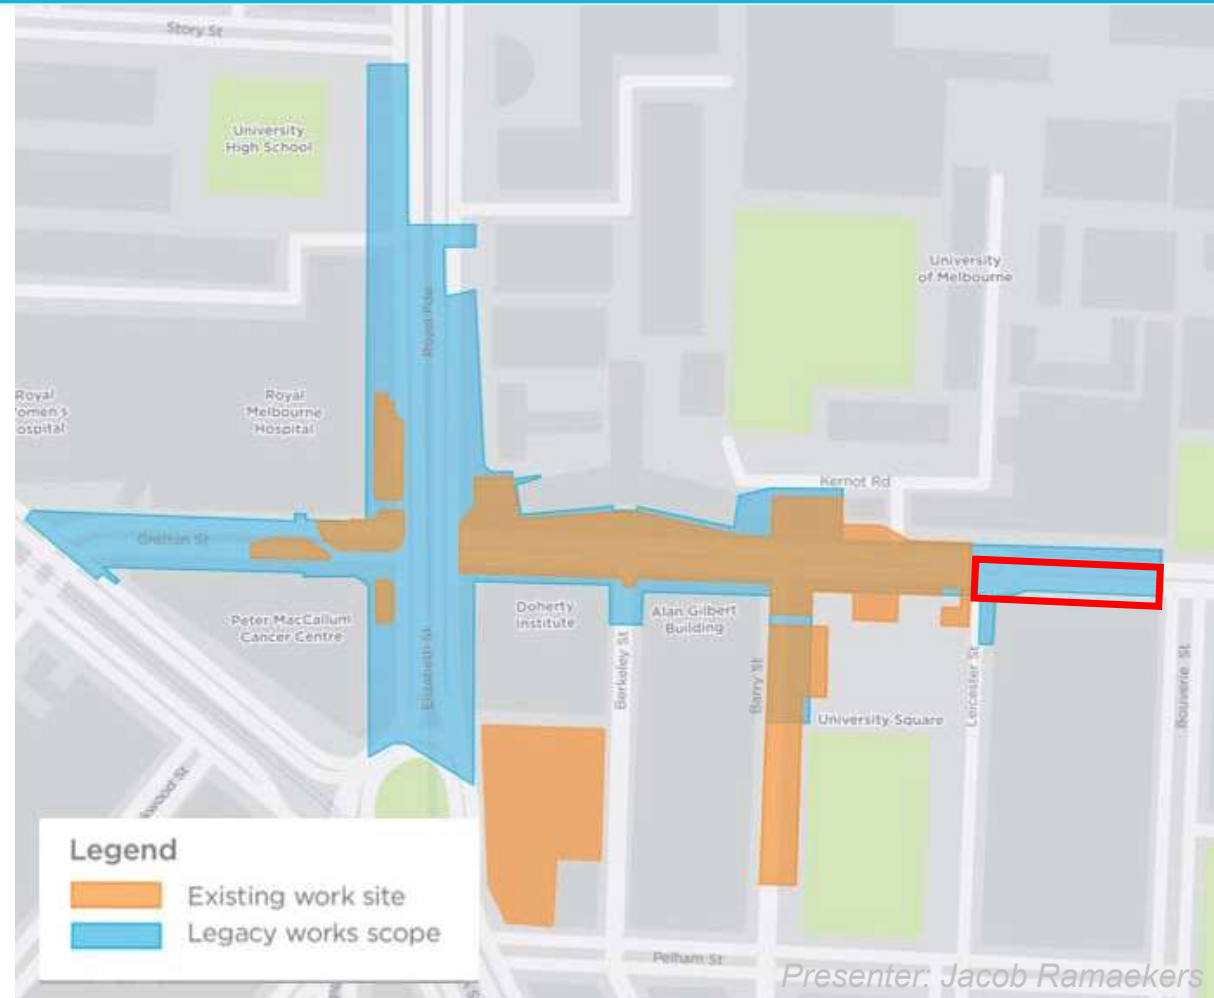 Story St
University
High School
Royal Pde
University
of Melbourne
Royal
omen's
ospital
Royal
Melbourne
Hospital
Kernot Rd
Grattan St
Peter MacCallum
Cancer Centre
Doherty
Institute
Alan Gilbert
Building
Elizabeth St
Berkeley St
Barry St
Leicester St
Bouverie St
University Square
kwood St
Legend
Existing work site
Legacy works scope
Pelham St
Presenter: Jacob Ramaekers